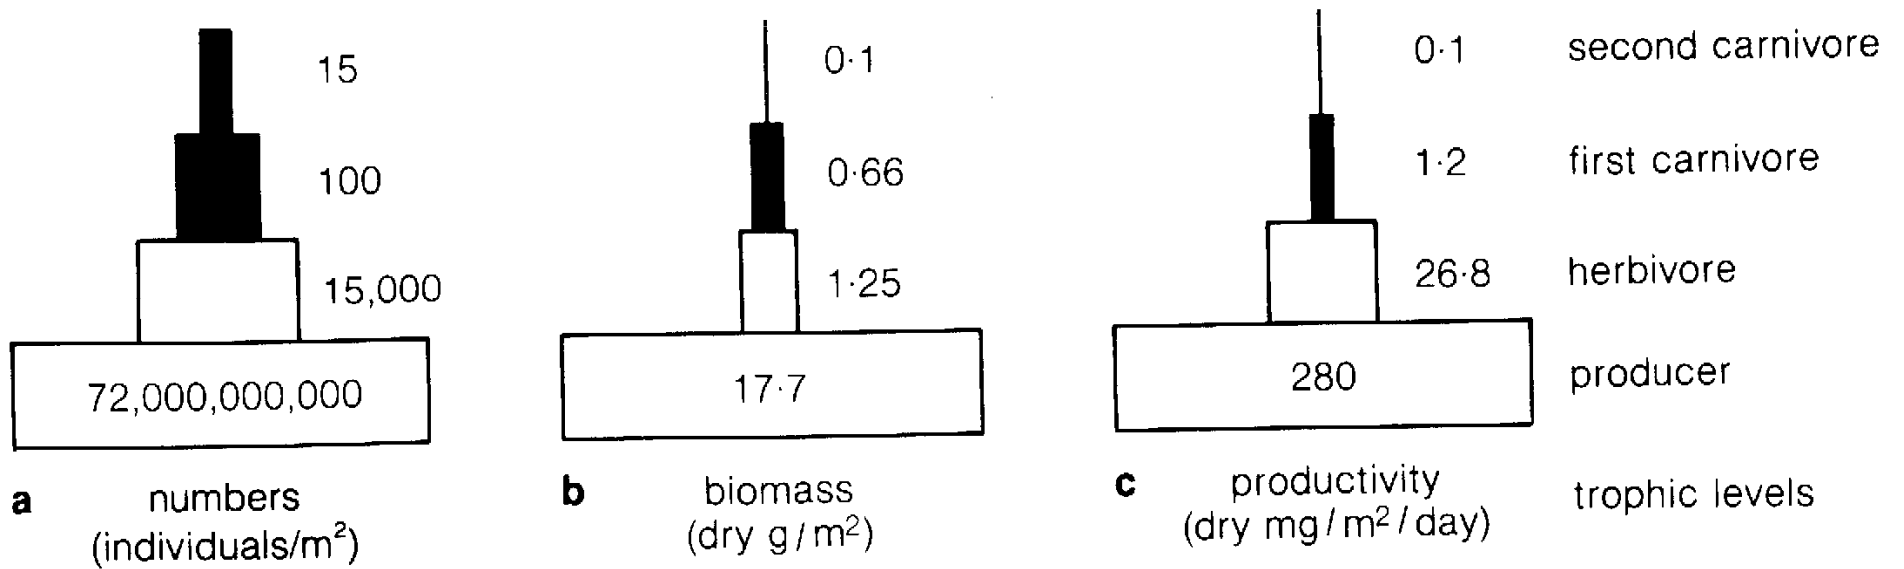 15
100
15,000
72,000,000,000
a numbers
(individuals/m²)
0·1
0·66
1·25
17·7
b biomass
(dry g/m²)
0·1
1·2
26·8
280
c productivity
(dry mg/m²/day)
second carnivore
first carnivore
herbivore
producer
trophic levels